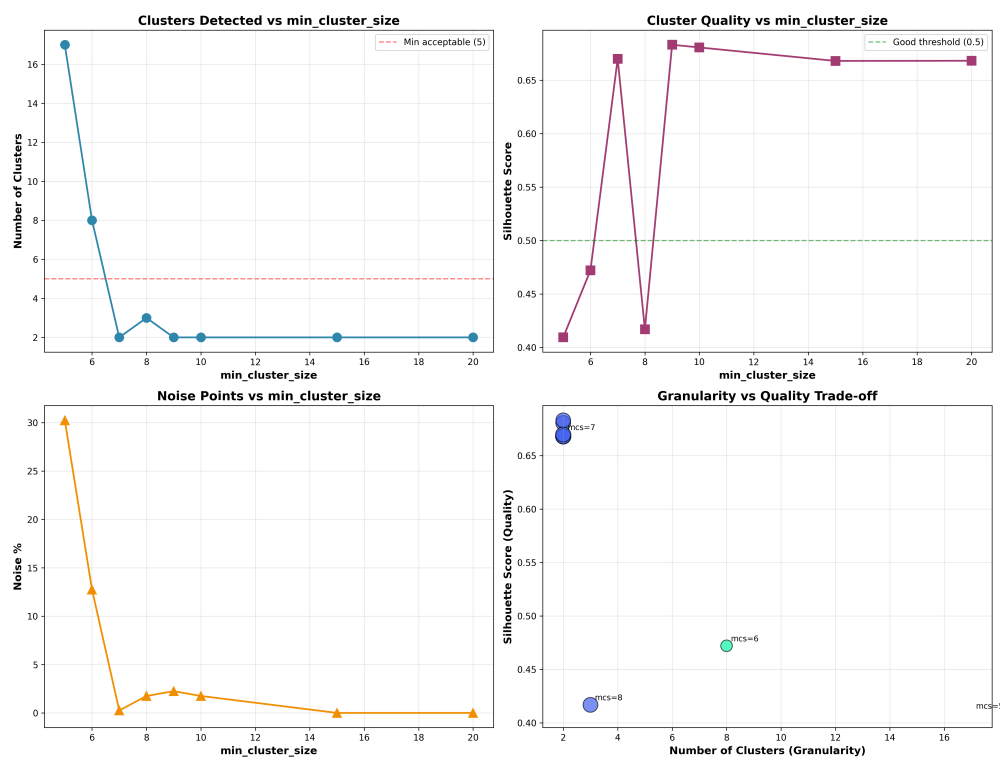 Clusters Detected vs min_cluster_size
Number of Clusters
16
14
12
10
8
6
4
2
Min acceptable (5)
6 8 10 12 14 16 18 20
min_cluster_size
Cluster Quality vs min_cluster_size
Silhouette Score
0.65
0.60
0.55
0.50
0.45
0.40
Good threshold (0.5)
6 8 10 12 14 16 18 20
min_cluster_size
Noise Points vs min_cluster_size
Noise %
30
25
20
15
10
5
0
6 8 10 12 14 16 18 20
min_cluster_size
Granularity vs Quality Trade-off
Silhouette Score (Quality)
0.65
0.60
0.55
0.50
0.45
0.40
mcs=7
mcs=6
mcs=8
mcs=5
2 4 6 8 10 12 14 16
Number of Clusters (Granularity)